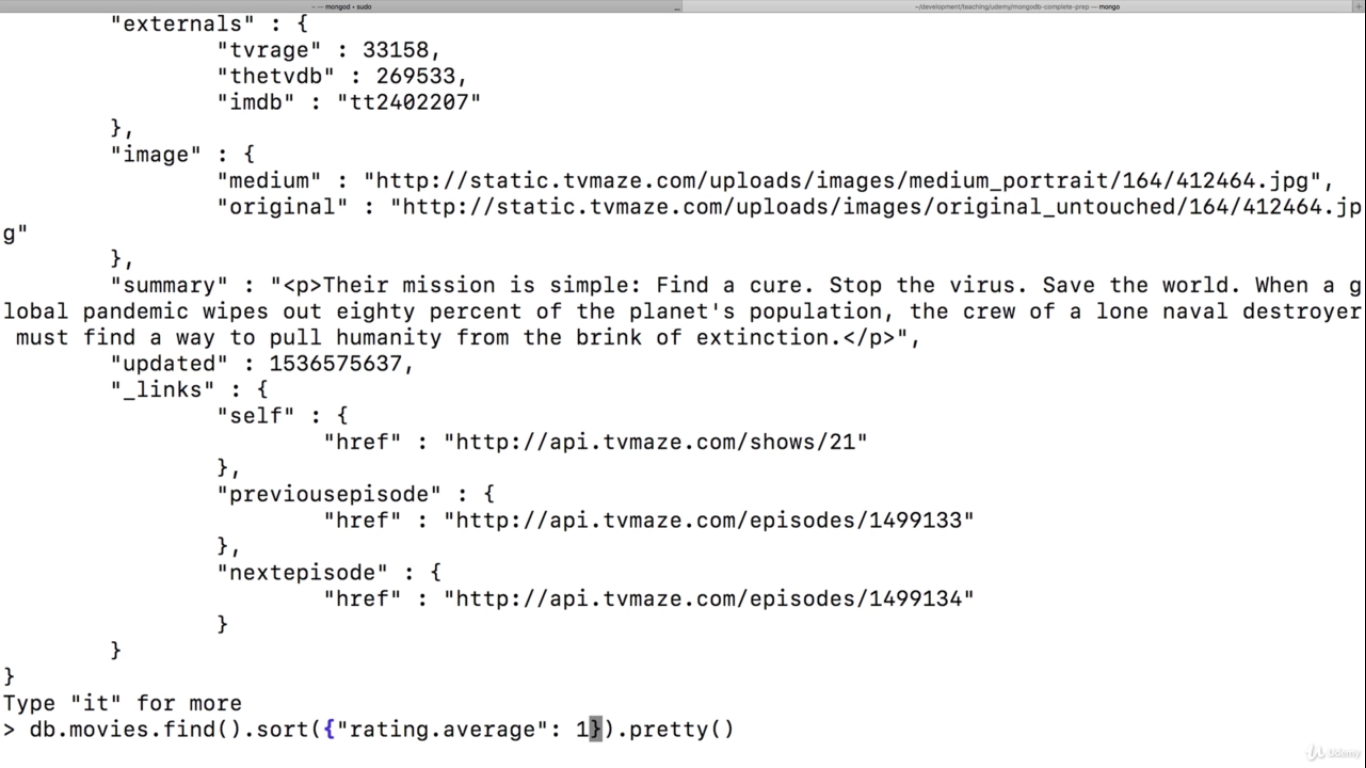 ~ — mongod • sudo
~/development/teaching/udemy/mongodb-complete-prep — mongo
"externals" : {
"tvrage" : 33158,
"thetvdb" : 269533,
"imdb" : "tt2402207"
},
"image" : {
"medium" : "http://static.tvmaze.com/uploads/images/medium_portrait/164/412464.jpg",
"original" : "http://static.tvmaze.com/uploads/images/original_untouched/164/412464.jp
g"
},
"summary" : "<p>Their mission is simple: Find a cure. Stop the virus. Save the world. When a g
lobal pandemic wipes out eighty percent of the planet's population, the crew of a lone naval destroyer
must find a way to pull humanity from the brink of extinction.</p>",
"updated" : 1536575637,
"_links" : {
"self" : {
"href" : "http://api.tvmaze.com/shows/21"
},
"previousepisode" : {
"href" : "http://api.tvmaze.com/episodes/1499133"
},
"nextepisode" : {
"href" : "http://api.tvmaze.com/episodes/1499134"
}
}
}
Type "it" for more
> db.movies.find().sort({"rating.average": 1}).pretty()
Udemy